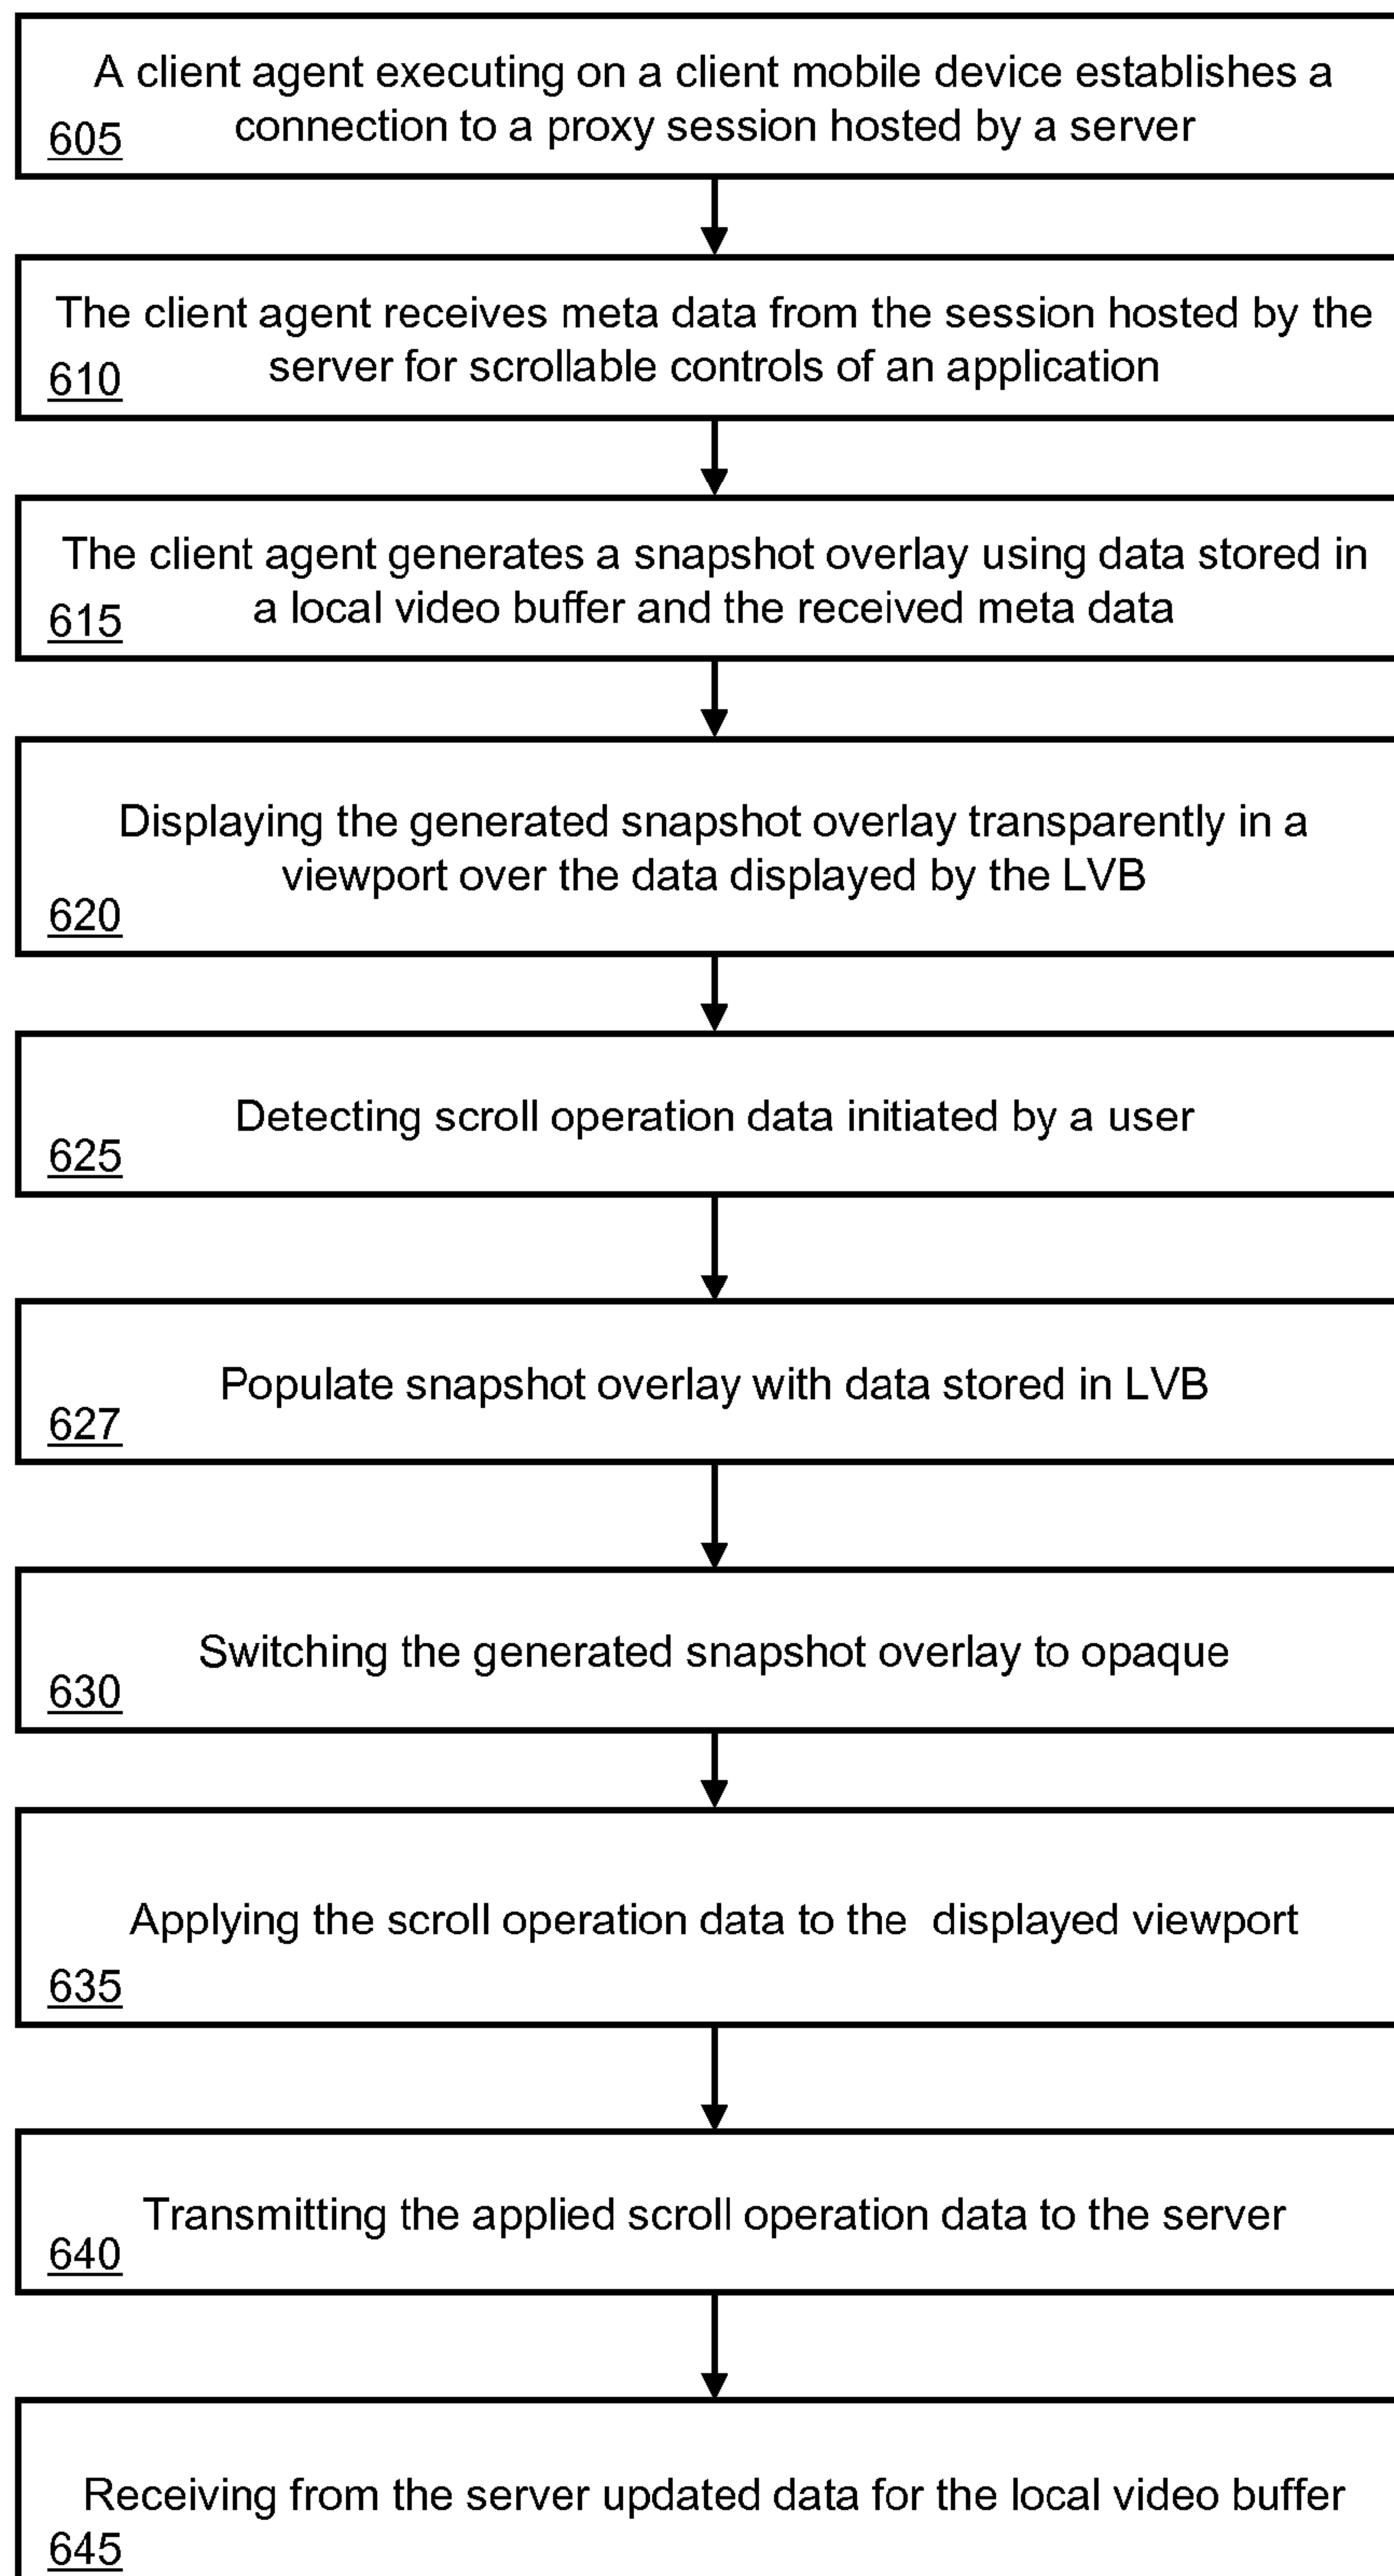 A client agent executing on a client mobile device establishes a
connection to a proxy session hosted by a server
605
The client agent receives meta data from the session hosted by the
server for scrollable controls of an application
610
The client agent generates a snapshot overlay using data stored in
a local video buffer and the received meta data
615
Displaying the generated snapshot overlay transparently in a
viewport over the data displayed by the LVB
620
Detecting scroll operation data initiated by a user
625
Populate snapshot overlay with data stored in LVB
627
Switching the generated snapshot overlay to opaque
630
Applying the scroll operation data to the displayed viewport
635
Transmitting the applied scroll operation data to the server
640
Receiving from the server updated data for the local video buffer
645